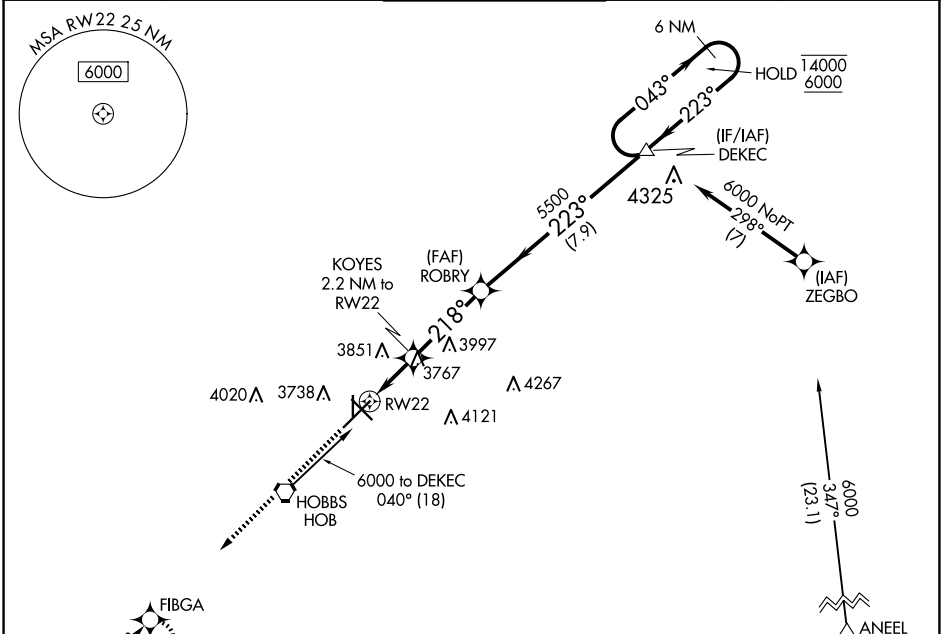 MSA RW22 25 NM
6000
6 NM
HOLD
14000
6000
043°
223°
(IF/IAF)
DEKEC
4325
6000 NoPT
298°
(7)
(IAF)
ZEGBO
5500
223°
(7.9)
(FAF)
ROBRY
KOYES
2.2 NM to
RW22
218°
3851
3997
3767
4020
3738
RW22
4267
4121
6000 to DEKEC
040° (18)
HOBBS
HOB
6000
347°
(23.1)
FIBGA
ANEEL